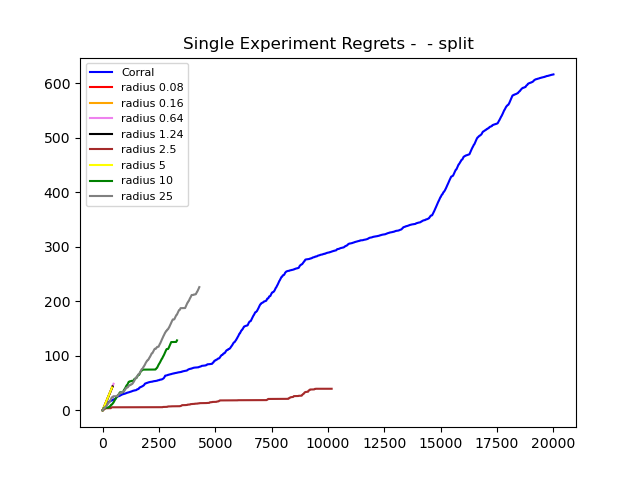 Single Experiment Regrets -  - split
Corral
radius 0.08
radius 0.16
radius 0.64
radius 1.24
radius 2.5
radius 5
radius 10
radius 25
600
500
400
300
200
100
0
0 2500 5000 7500 10000 12500 15000 17500 20000